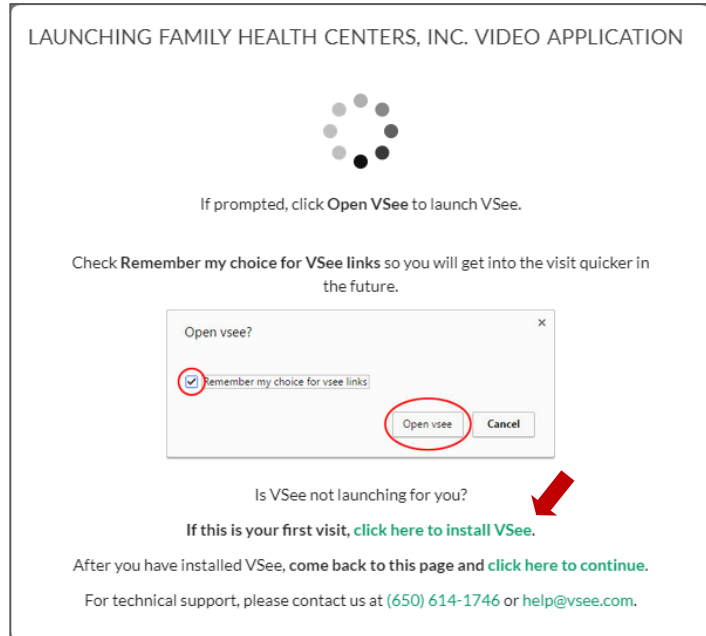 LAUNCHING FAMILY HEALTH CENTERS, INC. VIDEO APPLICATION
If prompted, click Open VSee to launch VSee.
Check Remember my choice for VSee links so you will get into the visit quicker in
the future.
Open vsee?
×
Remember my choice for vsee links
Open vsee
Cancel
Is VSee not launching for you?
If this is your first visit, click here to install VSee.
After you have installed VSee, come back to this page and click here to continue.
For technical support, please contact us at (650) 614-1746 or help@vsee.com.